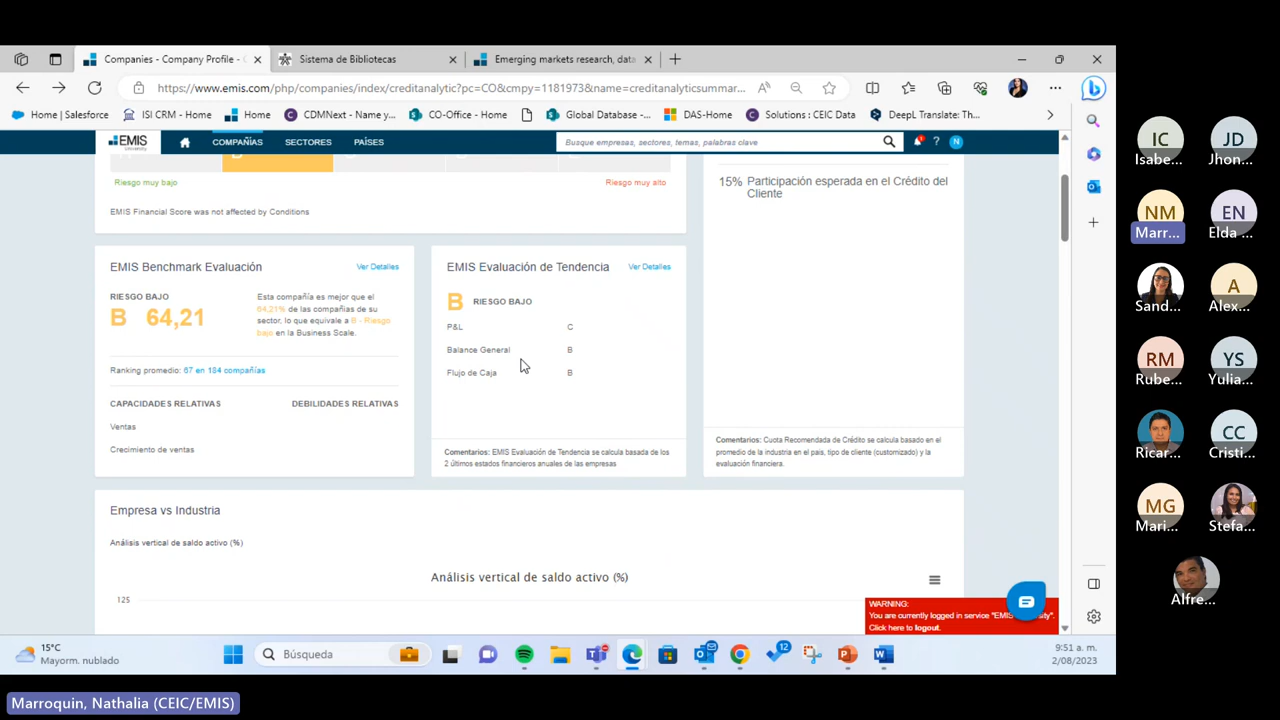 Companies - Company Profile -
Sistema de Bibliotecas
Emerging markets research, data
https://www.emis.com/php/companies/index/creditanalytic?pc=CO&cmpy=1181973&name=creditanalyticsummar...
Home | Salesforce
ISI CRM - Home
Home
CDMNext - Name y...
CO-Office - Home
Global Database -...
DAS-Home
Solutions : CEIC Data
DeepL Translate: Th...
EMIS
University
COMPAÑÍAS
SECTORES
PAÍSES
Busque empresas, sectores, temas, palabras clave
?
N
Riesgo muy bajo
Riesgo muy alto
EMIS Financial Score was not affected by Conditions
15% Participación esperada en el Crédito del
Cliente
EMIS Benchmark Evaluación
Ver Detalles
RIESGO BAJO
B 64,21
Esta compañía es mejor que el
64,21% de las compañías de su
sector, lo que equivale a B - Riesgo
bajo en la Business Scale.
Ranking promedio: 67 en 184 compañías
CAPACIDADES RELATIVAS
DEBILIDADES RELATIVAS
Ventas
Crecimiento de ventas
EMIS Evaluación de Tendencia
Ver Detalles
B RIESGO BAJO
P&L C
Balance General B
Flujo de Caja B
Comentarios: EMIS Evaluación de Tendencia se calcula basada de los
2 últimos estados financieros anuales de las empresas
Comentarios: Cuota Recomendada de Crédito se calcula basado en el
promedio de la industria en el pais, tipo de cliente (customizado) y la
evaluación financiera.
Empresa vs Industria
Análisis vertical de saldo activo (%)
Análisis vertical de saldo activo (%)
125
WARNING:
You are currently logged in service "EMIS
Click here to logout.
15°C
Mayorm. nublado
Búsqueda
12
9:51 a. m.
2/08/2023
IC
Isabe...
JD
Jhon...
NM
Marr...
EN
Elda ...
Sand...
A
Alex...
RM
Rube...
YS
Yulia...
Ricar...
CC
Cristi...
MG
Mari...
Stefa...
Alfre...
Marroquin, Nathalia (CEIC/EMIS)